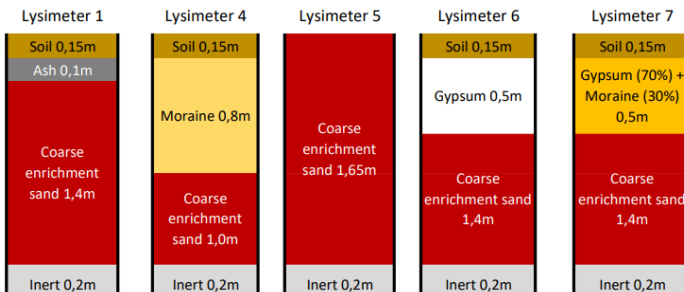 Lysimeter 1
Soil 0,15m
Ash 0,1m
Coarse
enrichment
sand 1,4m
Inert 0,2m
Lysimeter 4
Soil 0,15m
Moraine 0,8m
Coarse
enrichment
sand 1,0m
Inert 0,2m
Lysimeter 5
Coarse
enrichment
sand 1,65m
Inert 0,2m
Lysimeter 6
Soil 0,15m
Gypsum 0,5m
Coarse
enrichment sand
1,4m
Inert 0,2m
Lysimeter 7
Soil 0,15m
Gypsum (70%) +
Moraine (30%)
0,5m
Coarse
enrichment sand
1,4m
Inert 0,2m